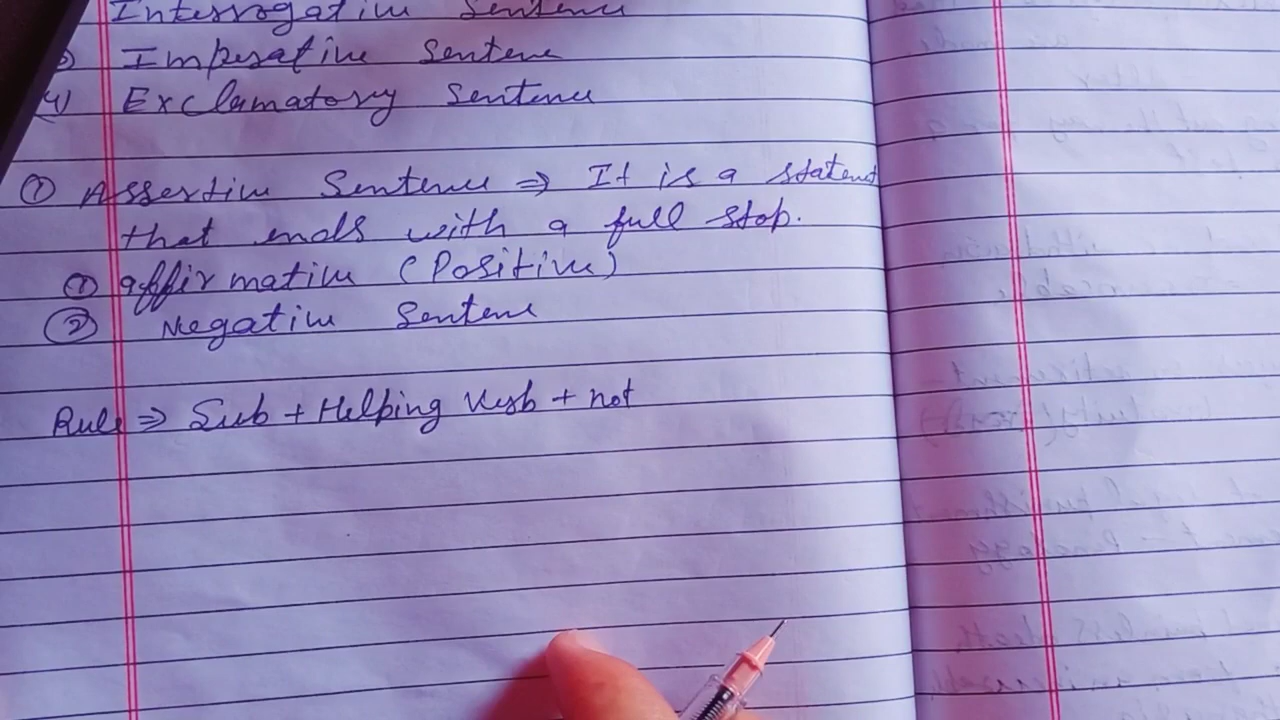 Interrogative Sentence
3) Imperative Sentence
4) Exclamatory Sentence
① Assertive Sentence ⇒ It is a statement
that ends with a full stop.
① affirmative (Positive)
② Negative Sentence
Rule ⇒ Sub + Helping Verb + not